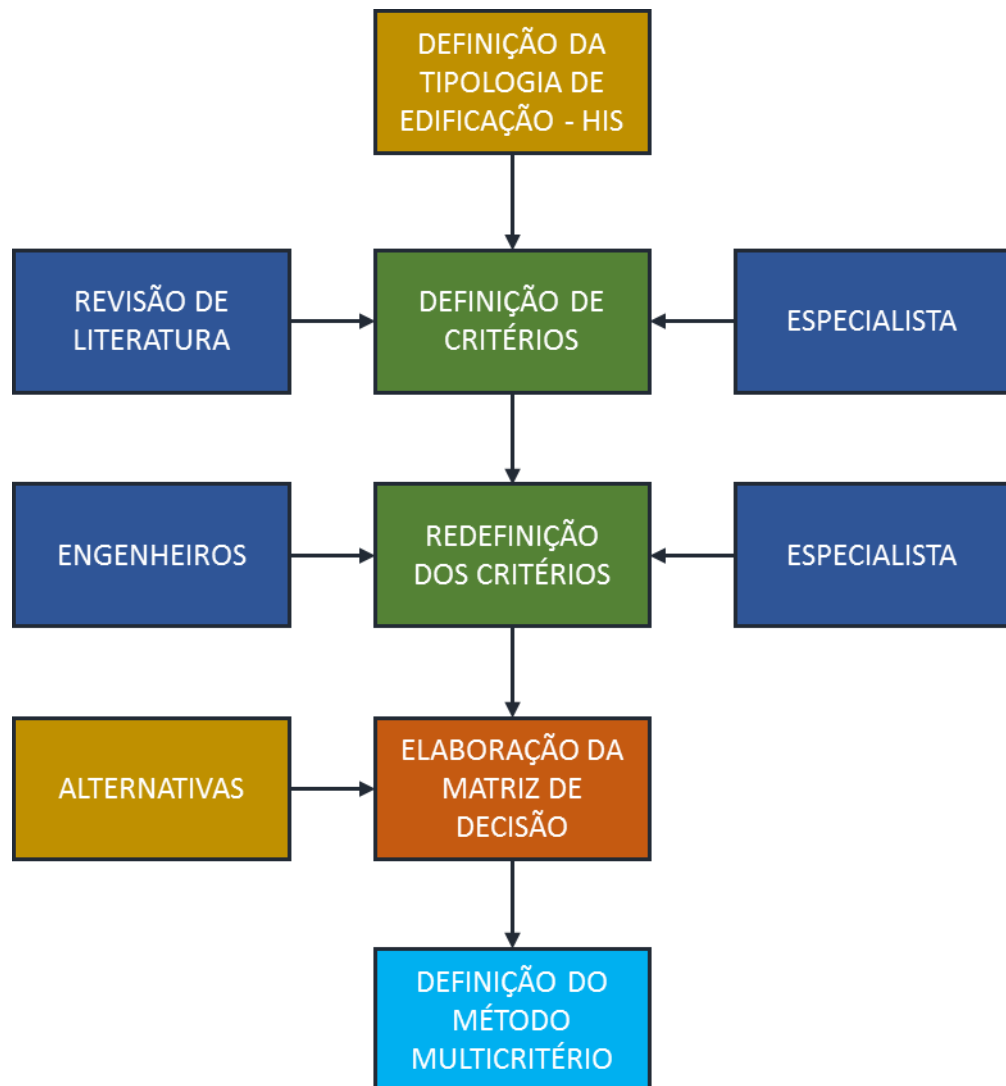 DEFINIÇÃO DA
TIPOLOGIA DE
EDIFICAÇÃO - HIS
REVISÃO DE
LITERATURA
DEFINIÇÃO DE
CRITÉRIOS
ESPECIALISTA
ENGENHEIROS
REDEFINIÇÃO
DOS CRITÉRIOS
ESPECIALISTA
ALTERNATIVAS
ELABORAÇÃO DA
MATRIZ DE
DECISÃO
DEFINIÇÃO DO
MÉTODO
MULTICRITÉRIO